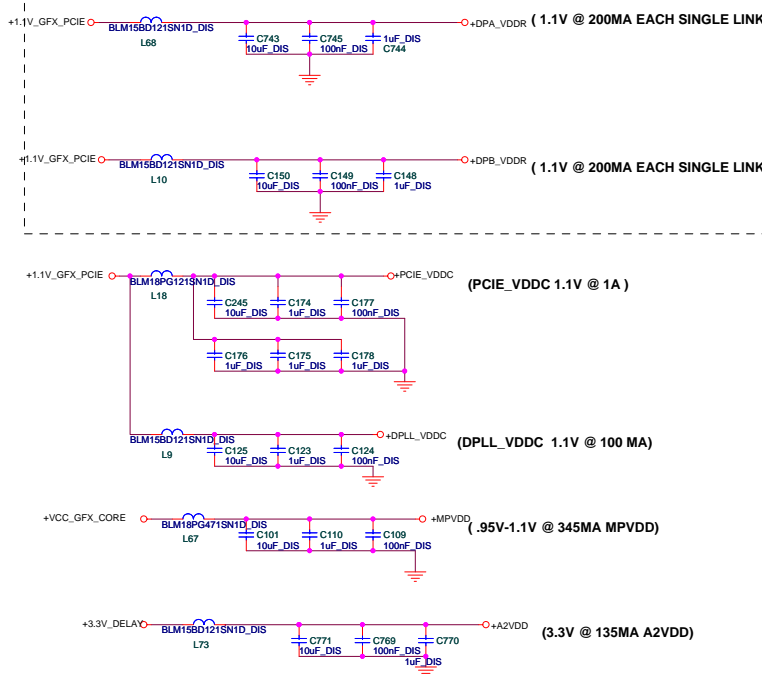 +1.1V_GFX_PCIE
BLM15BD121SN1D_DIS
L68
C743
10uF_DIS
C745
100nF_DIS
1uF_DIS
C744
+DPA_VDDR
( 1.1V @ 200MA EACH SINGLE LINK
+1.1V_GFX_PCIE
BLM15BD121SN1D_DIS
L10
C150
10uF_DIS
C149
100nF_DIS
C148
1uF_DIS
+DPB_VDDR
( 1.1V @ 200MA EACH SINGLE LINK
+1.1V_GFX_PCIE
BLM18PG121SN1D_DIS
L18
C245
10uF_DIS
C174
1uF_DIS
C177
100nF_DIS
+PCIE_VDDC
(PCIE_VDDC 1.1V @ 1A )
C176
1uF_DIS
C175
1uF_DIS
C178
1uF_DIS
BLM15BD121SN1D_DIS
L9
C125
10uF_DIS
C123
1uF_DIS
C124
100nF_DIS
+DPLL_VDDC
(DPLL_VDDC 1.1V @ 100 MA)
+VCC_GFX_CORE
BLM18PG471SN1D_DIS
L67
C101
10uF_DIS
C110
1uF_DIS
C109
100nF_DIS
+MPVDD
( .95V-1.1V @ 345MA MPVDD)
+3.3V_DELAY
BLM15BD121SN1D_DIS
L73
C771
10uF_DIS
C769
100nF_DIS
C770
1uF_DIS
+A2VDD
(3.3V @ 135MA A2VDD)